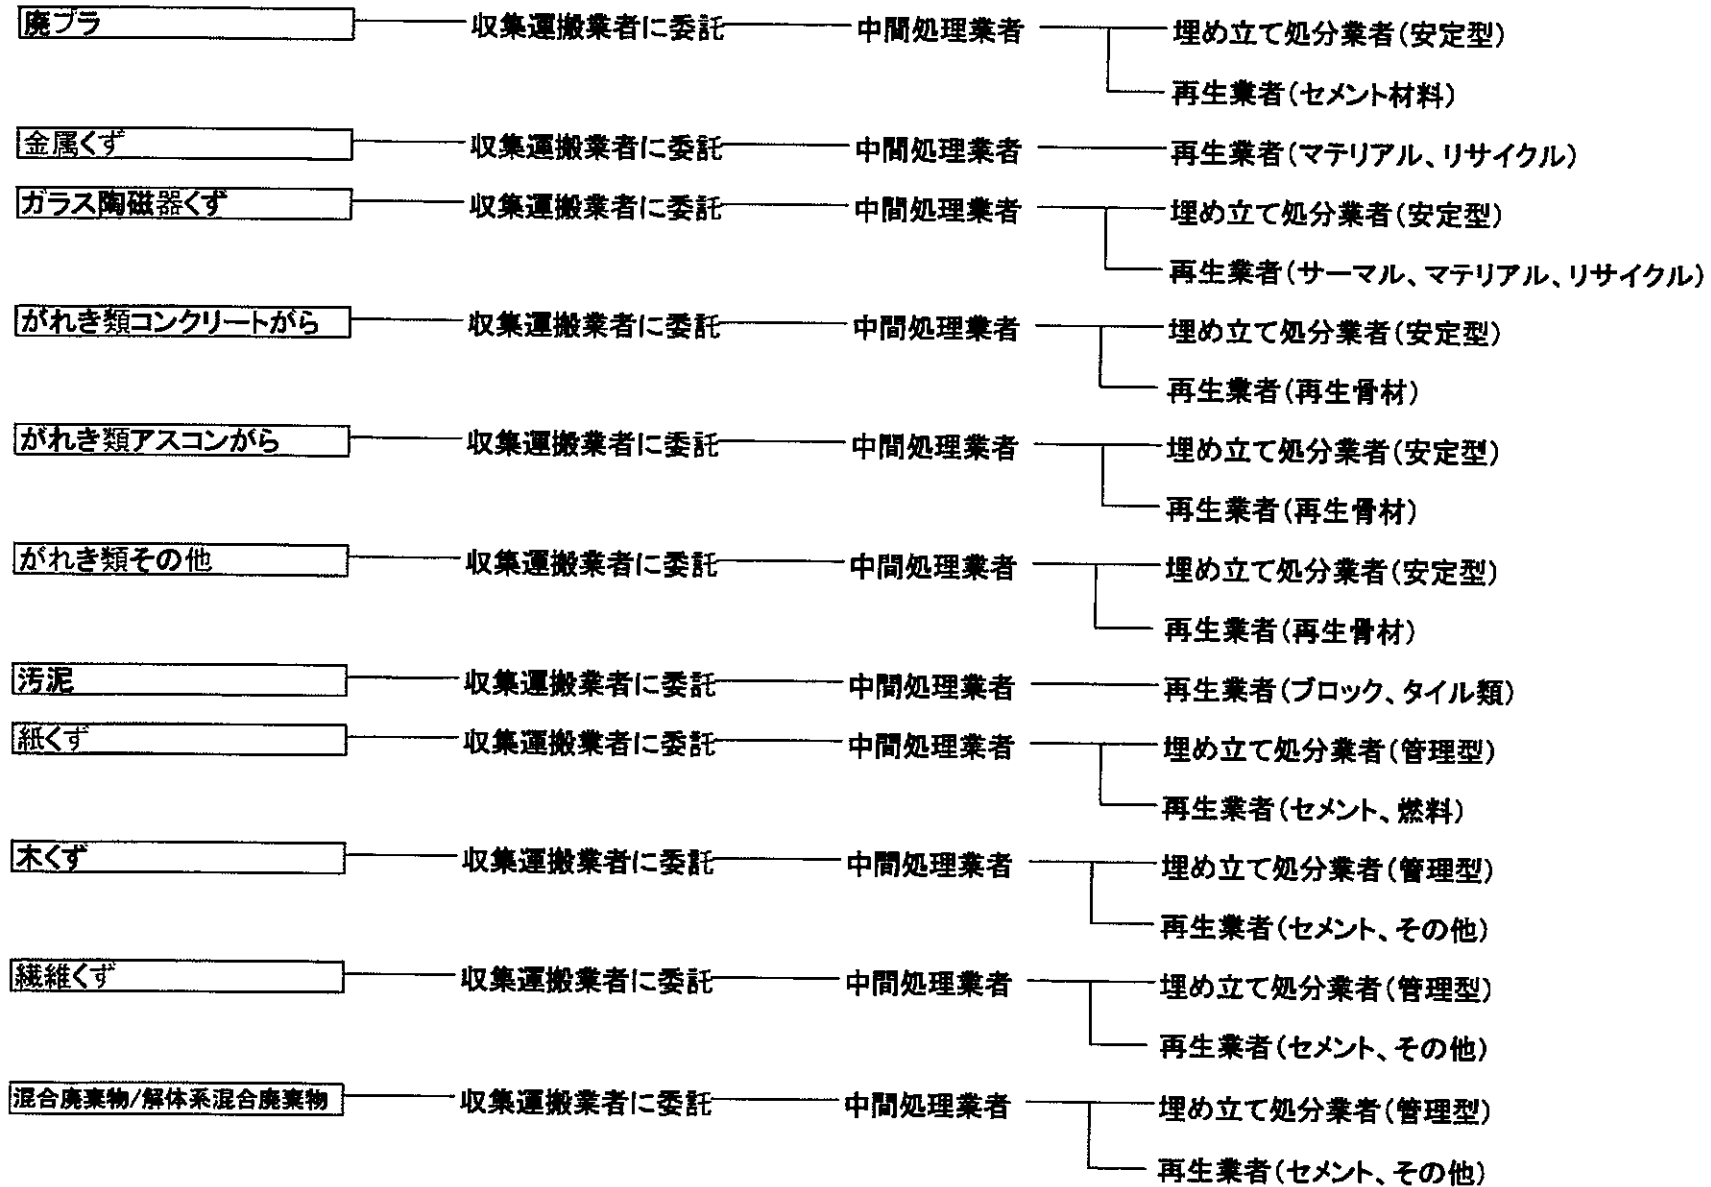 廃プラ 収集運搬業者に委託 中間処理業者 埋め立て処分業者(安定型)
再生業者(セメント材料)
金属くず 収集運搬業者に委託 中間処理業者 再生業者(マテリアル、リサイクル)
ガラス陶磁器くず 収集運搬業者に委託 中間処理業者 埋め立て処分業者(安定型)
再生業者(サーマル、マテリアル、リサイクル)
がれき類コンクリートがら 収集運搬業者に委託 中間処理業者 埋め立て処分業者(安定型)
再生業者(再生骨材)
がれき類アスコンがら 収集運搬業者に委託 中間処理業者 埋め立て処分業者(安定型)
再生業者(再生骨材)
がれき類その他 収集運搬業者に委託 中間処理業者 埋め立て処分業者(安定型)
再生業者(再生骨材)
汚泥 収集運搬業者に委託 中間処理業者 再生業者(ブロック、タイル類)
紙くず 収集運搬業者に委託 中間処理業者 埋め立て処分業者(管理型)
再生業者(セメント、燃料)
木くず 収集運搬業者に委託 中間処理業者 埋め立て処分業者(管理型)
再生業者(セメント、その他)
繊維くず 収集運搬業者に委託 中間処理業者 埋め立て処分業者(管理型)
再生業者(セメント、その他)
混合廃棄物/解体系混合廃棄物 収集運搬業者に委託 中間処理業者 埋め立て処分業者(管理型)
再生業者(セメント、その他)